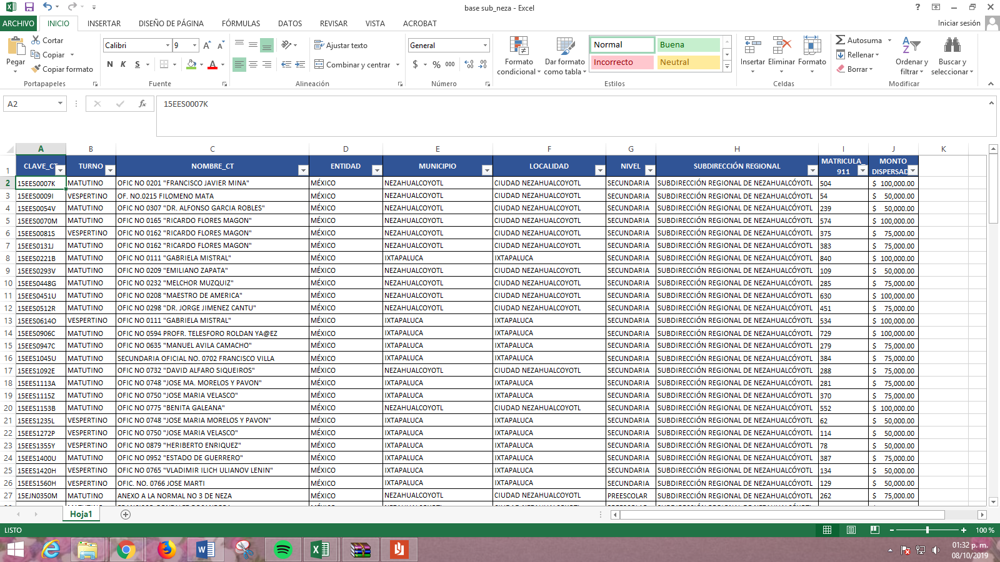 base sub_neza - Excel
ARCHIVO INICIO INSERTAR DISEÑO DE PÁGINA FÓRMULAS DATOS REVISAR VISTA ACROBAT Iniciar sesión
Pegar Cortar Copiar Copiar formato Portapapeles
Calibri 9 N K S Fuente
Ajustar texto Combinar y centrar Alineación
General $ % 000 Número
Formato condicional Dar formato como tabla Normal Buena Incorrecto Neutral Estilos
Insertar Eliminar Formato Celdas
Autosuma Rellenar Borrar Ordenar y filtrar Buscar y seleccionar Modificar
A2 fx 15EES0007K
A B C D E F G H I J K
1 CLAVE_CT TURNO NOMBRE_CT ENTIDAD MUNICIPIO LOCALIDAD NIVEL SUBDIRECCIÓN REGIONAL MATRICULA_911 MONTO DISPERSAD
2 15EES0007K MATUTINO OFIC NO 0201 "FRANCISCO JAVIER MINA" MÉXICO NEZAHUALCOYOTL CIUDAD NEZAHUALCOYOTL SECUNDARIA SUBDIRECCIÓN REGIONAL DE NEZAHUALCÓYOTL 504 $ 100,000.00
3 15EES0009I VESPERTINO OF. NO.0215 FILOMENO MATA MÉXICO NEZAHUALCOYOTL CIUDAD NEZAHUALCOYOTL SECUNDARIA SUBDIRECCIÓN REGIONAL DE NEZAHUALCÓYOTL 54 $ 50,000.00
4 15EES0054V MATUTINO OFIC NO 0307 "DR. ALFONSO GARCIA ROBLES" MÉXICO NEZAHUALCOYOTL CIUDAD NEZAHUALCOYOTL SECUNDARIA SUBDIRECCIÓN REGIONAL DE NEZAHUALCÓYOTL 239 $ 50,000.00
5 15EES0070M MATUTINO OFIC NO 0165 "RICARDO FLORES MAGON" MÉXICO NEZAHUALCOYOTL CIUDAD NEZAHUALCOYOTL SECUNDARIA SUBDIRECCIÓN REGIONAL DE NEZAHUALCÓYOTL 574 $ 100,000.00
6 15EES0081S VESPERTINO OFIC NO 0162 "RICARDO FLORES MAGON" MÉXICO NEZAHUALCOYOTL CIUDAD NEZAHUALCOYOTL SECUNDARIA SUBDIRECCIÓN REGIONAL DE NEZAHUALCÓYOTL 375 $ 75,000.00
7 15EES0131J MATUTINO OFIC NO 0162 "RICARDO FLORES MAGON" MÉXICO NEZAHUALCOYOTL CIUDAD NEZAHUALCOYOTL SECUNDARIA SUBDIRECCIÓN REGIONAL DE NEZAHUALCÓYOTL 383 $ 75,000.00
8 15EES0221B MATUTINO OFIC NO 0111 "GABRIELA MISTRAL" MÉXICO IXTAPALUCA IXTAPALUCA SECUNDARIA SUBDIRECCIÓN REGIONAL DE NEZAHUALCÓYOTL 840 $ 100,000.00
9 15EES0293V MATUTINO OFIC NO 0209 "EMILIANO ZAPATA" MÉXICO NEZAHUALCOYOTL CIUDAD NEZAHUALCOYOTL SECUNDARIA SUBDIRECCIÓN REGIONAL DE NEZAHUALCÓYOTL 109 $ 50,000.00
10 15EES0448G MATUTINO OFIC NO 0232 "MELCHOR MUZQUIZ" MÉXICO NEZAHUALCOYOTL CIUDAD NEZAHUALCOYOTL SECUNDARIA SUBDIRECCIÓN REGIONAL DE NEZAHUALCÓYOTL 285 $ 75,000.00
11 15EES0451U MATUTINO OFIC NO 0208 "MAESTRO DE AMERICA" MÉXICO NEZAHUALCOYOTL CIUDAD NEZAHUALCOYOTL SECUNDARIA SUBDIRECCIÓN REGIONAL DE NEZAHUALCÓYOTL 630 $ 100,000.00
12 15EES0512R MATUTINO OFIC NO 0298 "DR. JORGE JIMENEZ CANTU" MÉXICO NEZAHUALCOYOTL CIUDAD NEZAHUALCOYOTL SECUNDARIA SUBDIRECCIÓN REGIONAL DE NEZAHUALCÓYOTL 451 $ 75,000.00
13 15EES0614O VESPERTINO OFIC NO 0111 "GABRIELA MISTRAL" MÉXICO IXTAPALUCA IXTAPALUCA SECUNDARIA SUBDIRECCIÓN REGIONAL DE NEZAHUALCÓYOTL 534 $ 100,000.00
14 15EES0906C MATUTINO OFIC NO 0594 PROFR. TELESFORO ROLDAN YA@EZ MÉXICO IXTAPALUCA IXTAPALUCA SECUNDARIA SUBDIRECCIÓN REGIONAL DE NEZAHUALCÓYOTL 729 $ 100,000.00
15 15EES0947C MATUTINO OFIC NO 0635 "MANUEL AVILA CAMACHO" MÉXICO IXTAPALUCA IXTAPALUCA SECUNDARIA SUBDIRECCIÓN REGIONAL DE NEZAHUALCÓYOTL 279 $ 75,000.00
16 15EES1045U MATUTINO SECUNDARIA OFICIAL NO. 0702 FRANCISCO VILLA MÉXICO IXTAPALUCA IXTAPALUCA SECUNDARIA SUBDIRECCIÓN REGIONAL DE NEZAHUALCÓYOTL 384 $ 75,000.00
17 15EES1092E MATUTINO OFIC NO 0732 "DAVID ALFARO SIQUEIROS" MÉXICO NEZAHUALCOYOTL CIUDAD NEZAHUALCOYOTL SECUNDARIA SUBDIRECCIÓN REGIONAL DE NEZAHUALCÓYOTL 288 $ 75,000.00
18 15EES1113A MATUTINO OFIC NO 0748 "JOSE MA. MORELOS Y PAVON" MÉXICO IXTAPALUCA IXTAPALUCA SECUNDARIA SUBDIRECCIÓN REGIONAL DE NEZAHUALCÓYOTL 281 $ 75,000.00
19 15EES1115Z MATUTINO OFIC NO 0750 "JOSE MARIA VELASCO" MÉXICO IXTAPALUCA IXTAPALUCA SECUNDARIA SUBDIRECCIÓN REGIONAL DE NEZAHUALCÓYOTL 370 $ 75,000.00
20 15EES1153B MATUTINO OFIC NO 0775 "BENITA GALEANA" MÉXICO NEZAHUALCOYOTL CIUDAD NEZAHUALCOYOTL SECUNDARIA SUBDIRECCIÓN REGIONAL DE NEZAHUALCÓYOTL 552 $ 100,000.00
21 15EES1235L VESPERTINO OFIC NO 0748 "JOSE MARIA MORELOS Y PAVON" MÉXICO IXTAPALUCA IXTAPALUCA SECUNDARIA SUBDIRECCIÓN REGIONAL DE NEZAHUALCÓYOTL 62 $ 50,000.00
22 15EES1272P VESPERTINO OFIC NO 0750 "JOSE MARIA VELASCO" MÉXICO IXTAPALUCA IXTAPALUCA SECUNDARIA SUBDIRECCIÓN REGIONAL DE NEZAHUALCÓYOTL 114 $ 50,000.00
23 15EES1355Y VESPERTINO OFIC NO 0879 "HERIBERTO ENRIQUEZ" MÉXICO IXTAPALUCA IXTAPALUCA SECUNDARIA SUBDIRECCIÓN REGIONAL DE NEZAHUALCÓYOTL 78 $ 50,000.00
24 15EES1400U MATUTINO OFIC NO 0952 "ESTADO DE GUERRERO" MÉXICO IXTAPALUCA IXTAPALUCA SECUNDARIA SUBDIRECCIÓN REGIONAL DE NEZAHUALCÓYOTL 387 $ 75,000.00
25 15EES1420H VESPERTINO OFIC NO 0765 "VLADIMIR ILICH ULIANOV LENIN" MÉXICO IXTAPALUCA IXTAPALUCA SECUNDARIA SUBDIRECCIÓN REGIONAL DE NEZAHUALCÓYOTL 134 $ 50,000.00
26 15EES1560H VESPERTINO OFIC. NO. 0766 JOSE MARTI MÉXICO IXTAPALUCA IXTAPALUCA SECUNDARIA SUBDIRECCIÓN REGIONAL DE NEZAHUALCÓYOTL 129 $ 50,000.00
27 15EJN0350M MATUTINO ANEXO A LA NORMAL NO 3 DE NEZA MÉXICO NEZAHUALCOYOTL CIUDAD NEZAHUALCOYOTL PREESCOLAR SUBDIRECCIÓN REGIONAL DE NEZAHUALCÓYOTL 262 $ 75,000.00
Hoja1
LISTO 100 %
01:32 p. m.
08/10/2019